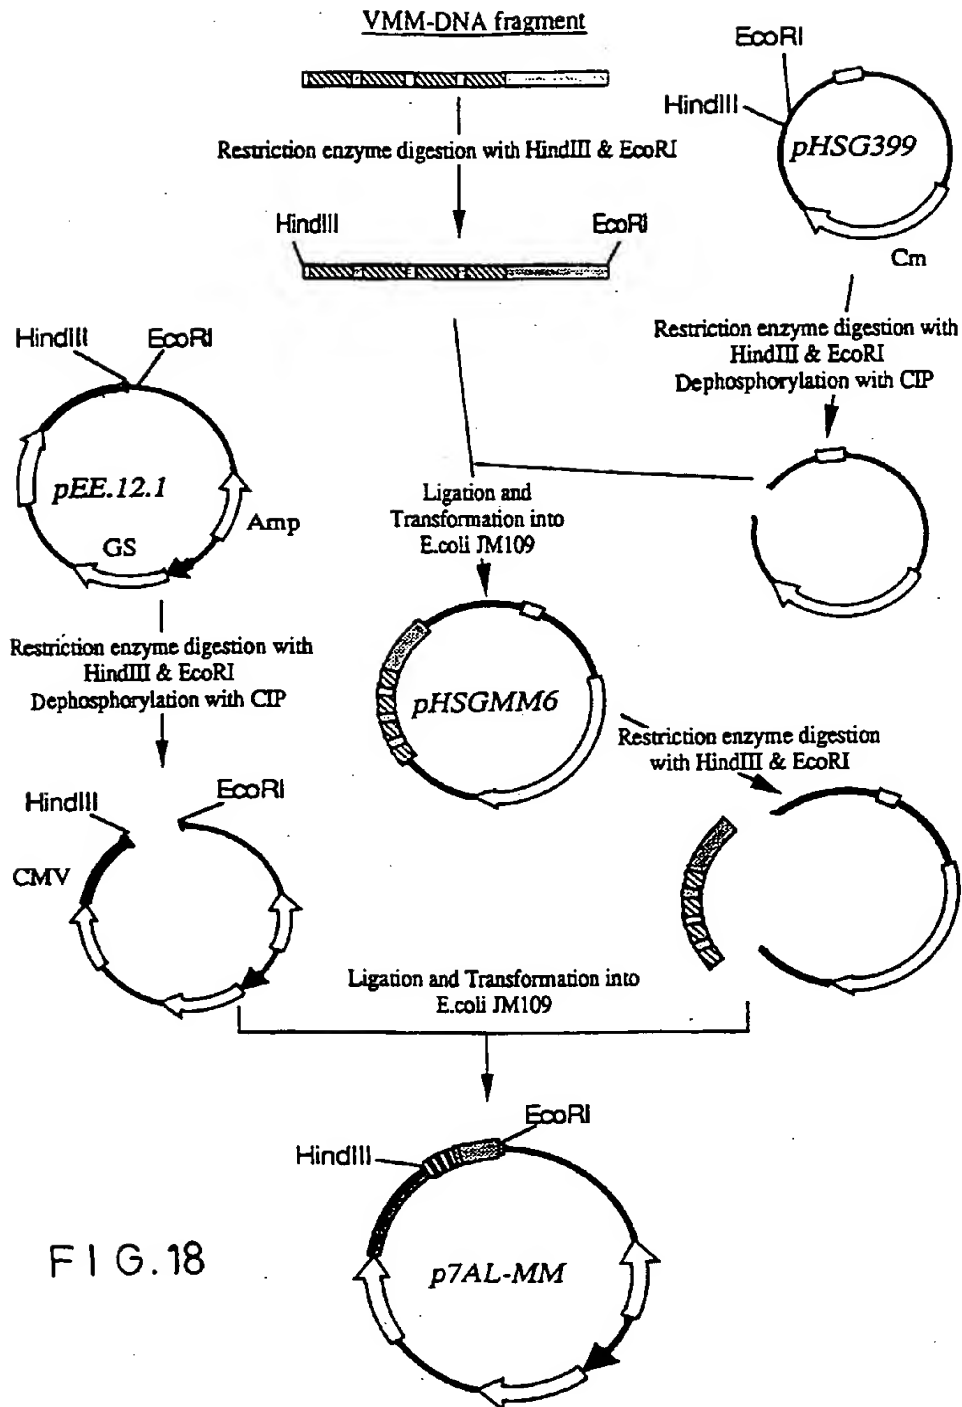 VMM-DNA fragment
EcoRI
HindIII
pHSG399
Cm
Restriction enzyme digestion with HindIII & EcoRI
HindIII
EcoRI
Restriction enzyme digestion with
HindIII & EcoRI
Dephosphorylation with CIP
HindIII
EcoRI
pEE.12.1
Amp
GS
Ligation and
Transformation into
E.coli JM109
Restriction enzyme digestion with
HindIII & EcoRI
Dephosphorylation with CIP
pHSGMM6
Restriction enzyme digestion
with HindIII & EcoRI
HindIII
EcoRI
CMV
Ligation and Transformation into
E.coli JM109
EcoRI
HindIII
p7AL-MM
FIG.18